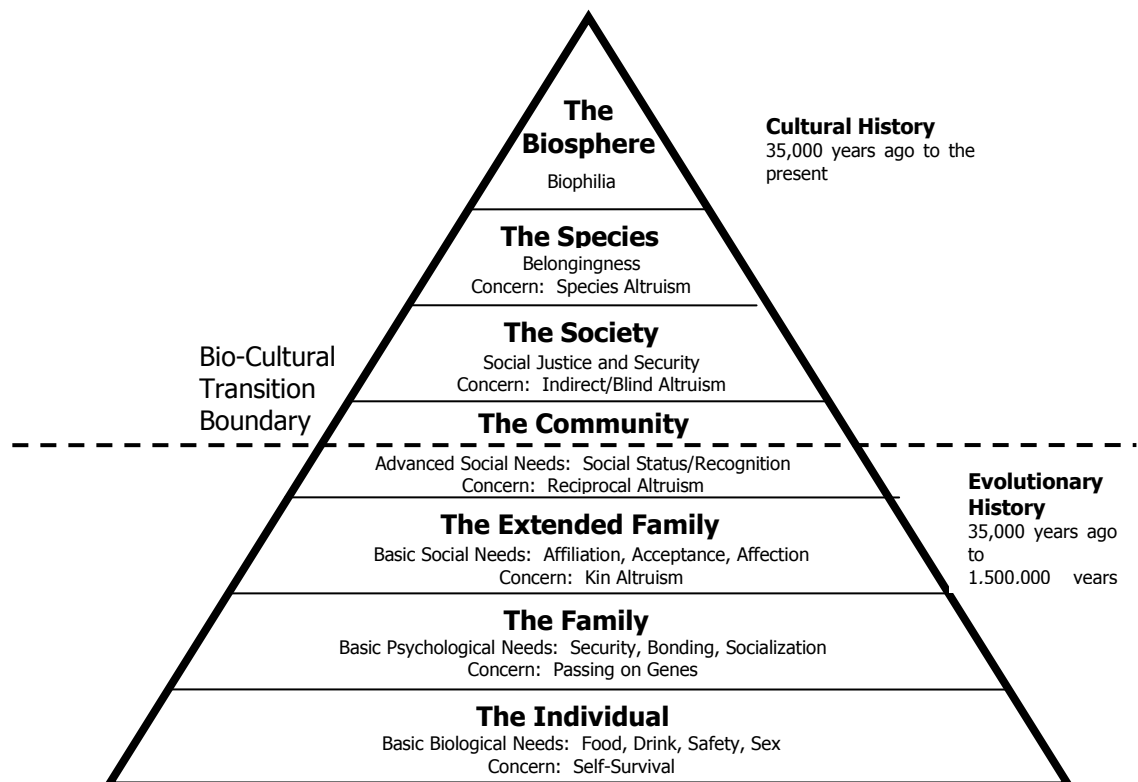 The
Biosphere
Biophilia
Cultural History
35,000 years ago to the
present
The Species
Belongingness
Concern: Species Altruism
The Society
Social Justice and Security
Concern: Indirect/Blind Altruism
Bio-Cultural
Transition
Boundary
The Community
Advanced Social Needs: Social Status/Recognition
Concern: Reciprocal Altruism
Evolutionary
History
35,000 years ago
to
1,500,000 years
The Extended Family
Basic Social Needs: Affiliation, Acceptance, Affection
Concern: Kin Altruism
The Family
Basic Psychological Needs: Security, Bonding, Socialization
Concern: Passing on Genes
The Individual
Basic Biological Needs: Food, Drink, Safety, Sex
Concern: Self-Survival